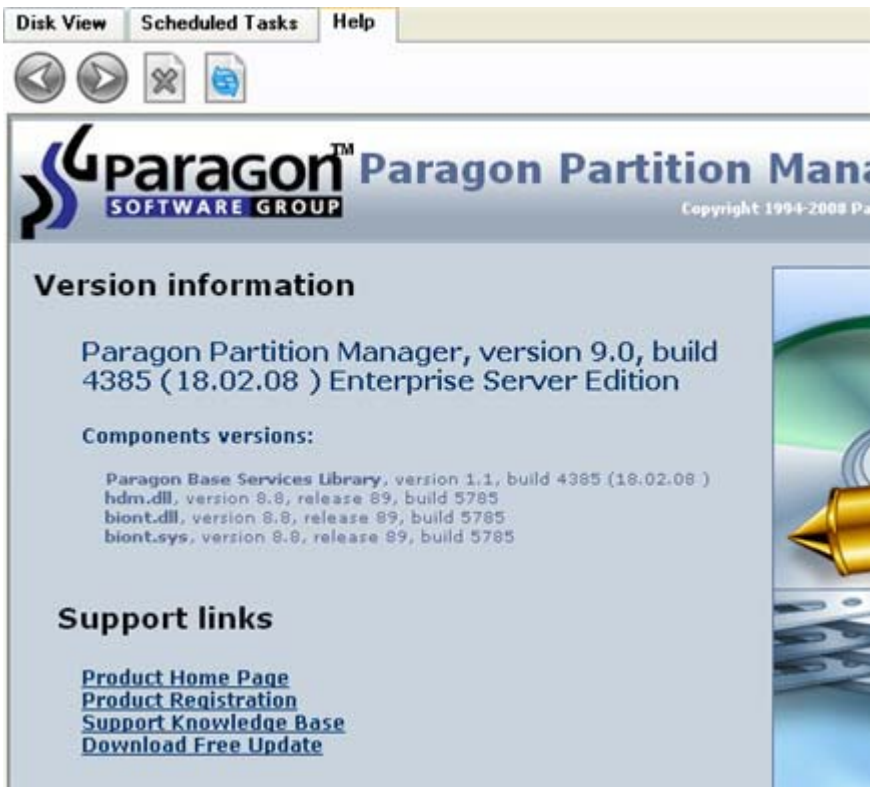 Disk View Scheduled Tasks Help
Paragon™
SOFTWARE GROUP
Paragon Partition
Copyright 1994-2008
Version information
Paragon Partition Manager, version 9.0, build
4385 (18.02.08 ) Enterprise Server Edition
Components versions:
Paragon Base Services Library, version 1.1, build 4385 (18.02.08 )
hdm.dll, version 8.8, release 89, build 5785
biont.dll, version 8.8, release 89, build 5785
biont.sys, version 8.8, release 89, build 5785
Support links
Product Home Page
Product Registration
Support Knowledge Base
Download Free Update